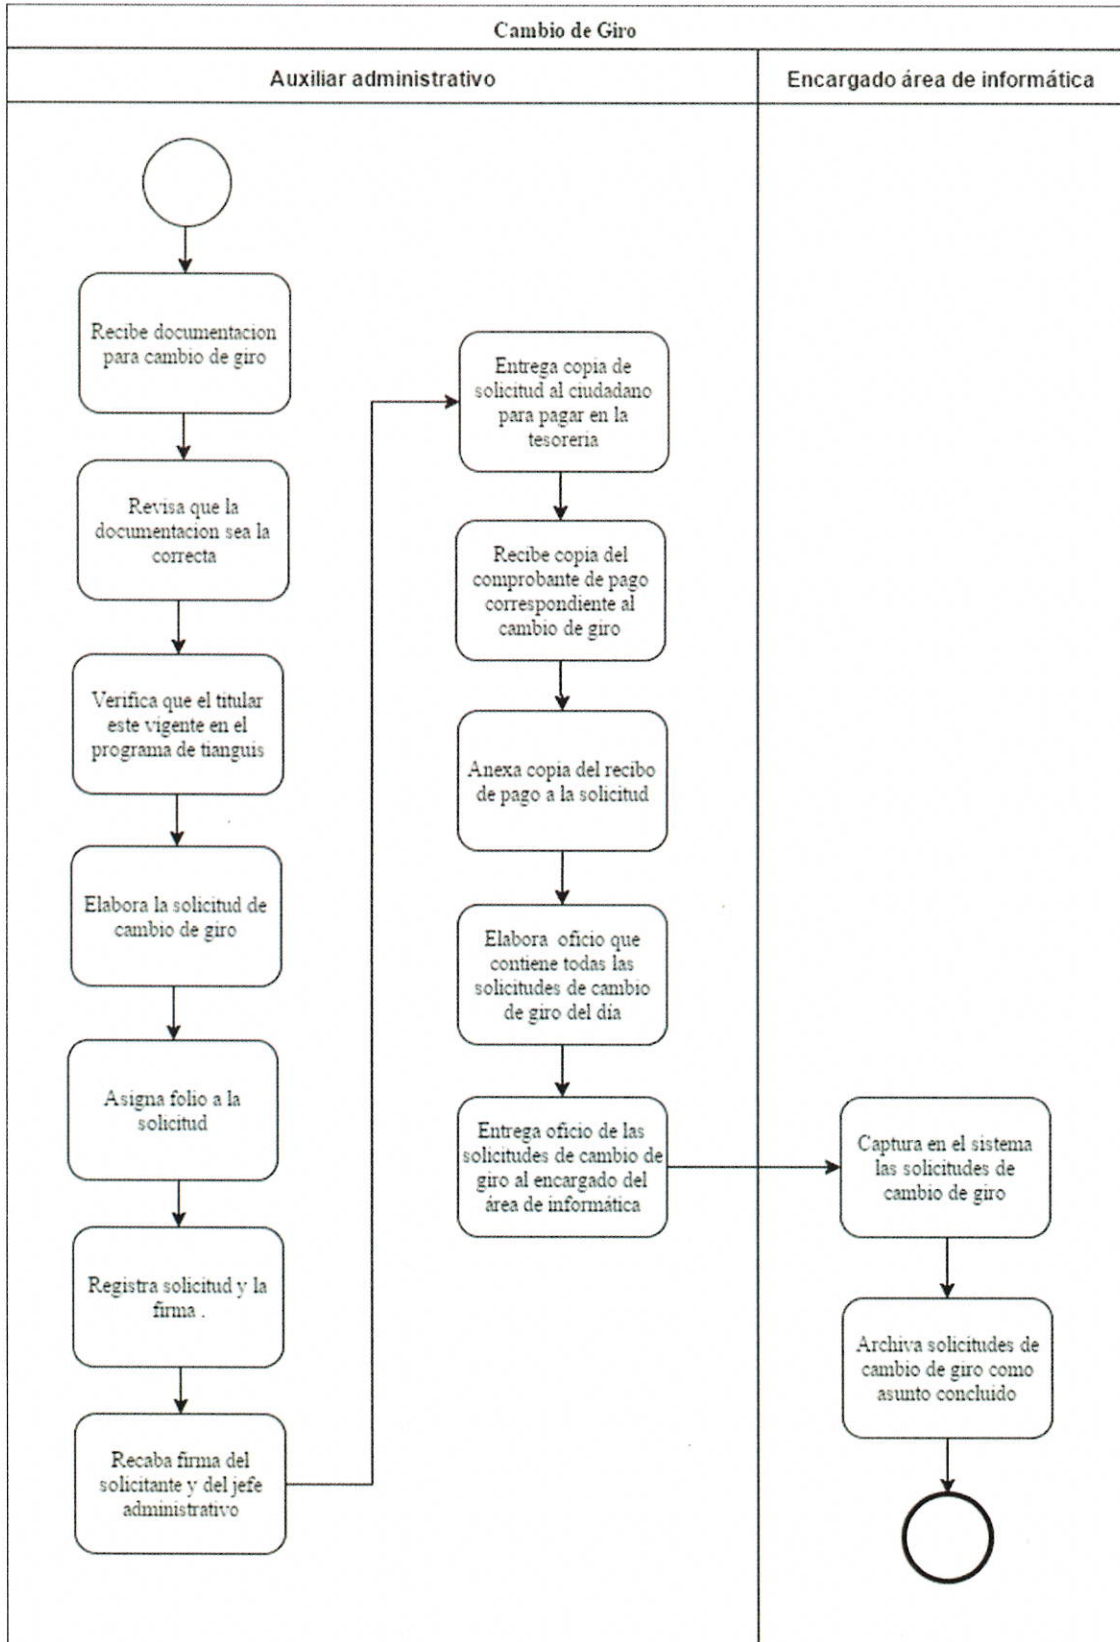 Cambio de Giro
Auxiliar administrativo
Encargado área de informática
Recibe documentacion
para cambio de giro
Revisa que la
documentacion sea la
correcta
Verifica que el titular
este vigente en el
programa de tianguis
Elabora la solicitud de
cambio de giro
Asigna folio a la
solicitud
Registra solicitud y la
firma .
Recaba firma del
solicitante y del jefe
administrativo
Entrega copia de
solicitud al ciudadano
para pagar en la
tesoreria
Recibe copia del
comprobante de pago
correspondiente al
cambio de giro
Anexa copia del recibo
de pago a la solicitud
Elabora oficio que
contiene todas las
solicitudes de cambio
de giro del día
Entrega oficio de las
solicitudes de cambio de
giro al encargado del
área de informática
Captura en el sistema
las solicitudes de
cambio de giro
Archiva solicitudes de
cambio de giro como
asunto concluido